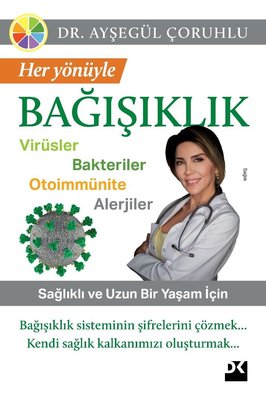 DR. AYŞEGÜL ÇORUHLU
Her yönüyle
BAĞIŞIKLIK
Virüsler
Bakteriler
Otoimmünite
Alerjiler
Sağlık
Sağlıklı ve Uzun Bir Yaşam İçin
Bağışıklık sisteminin şifrelerini çözmek...
Kendi sağlık kalkanımızı oluşturmak...
DK